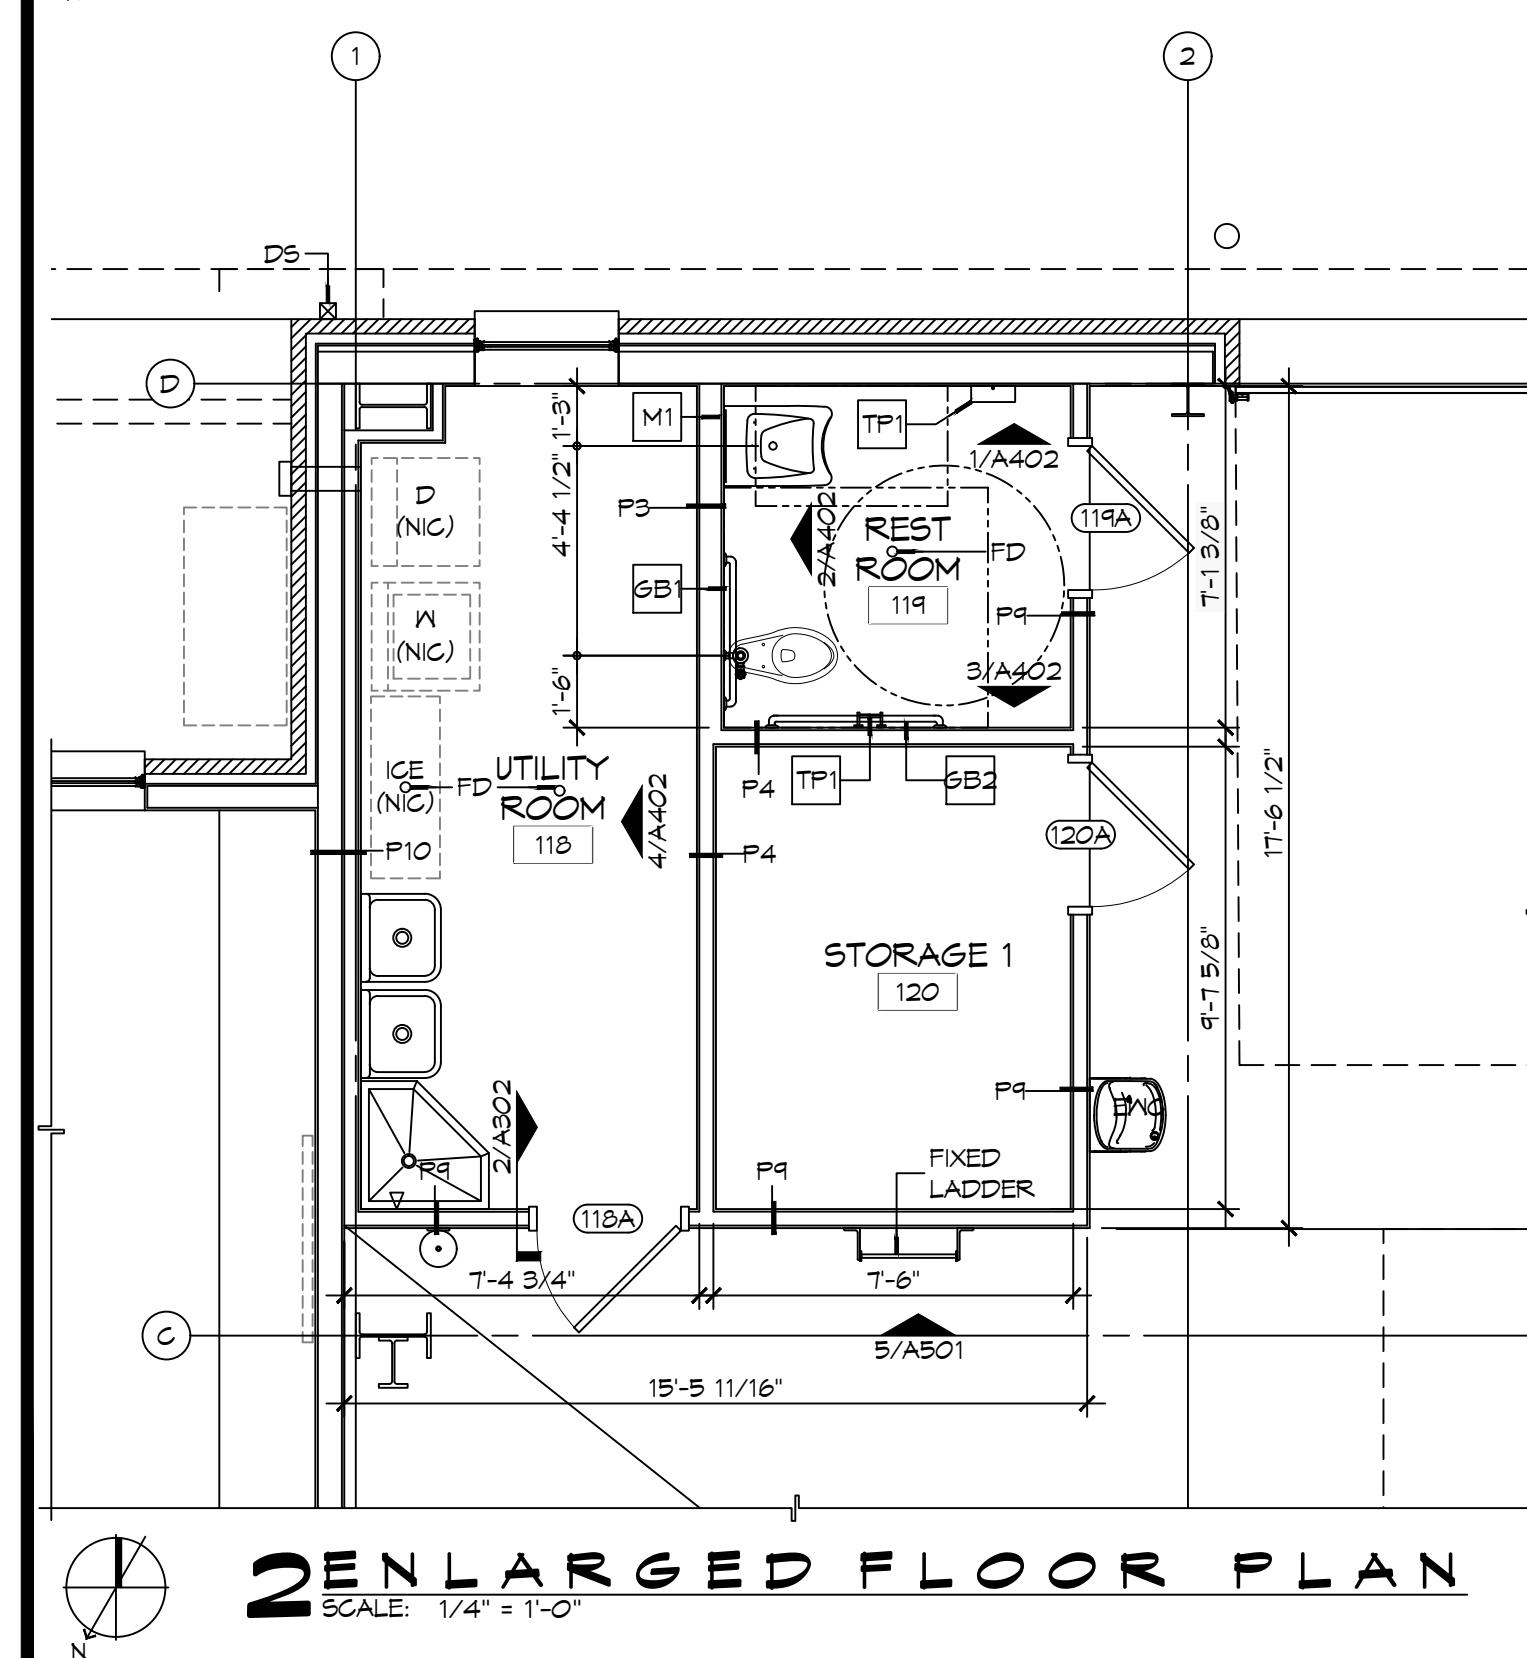 1
2
DS
D
M1
TP1
1'-3"
1/A402
D
(NIC)
4'-4 1/2"
P3
2/A402
REST
ROOM
119
FD
119A
7'-1 3/8"
W
(NIC)
GB1
P9
1'-6"
3/A402
ICE
(NIC)
FD
UTILITY
ROOM
118
4/A402
P4
TP1
GB2
17'-6 1/2"
120A
P10
P4
STORAGE 1
120
9'-7 5/8"
P9
EWC
2/A302
P9
P9
FIXED
LADDER
118A
7'-4 3/4"
7'-6"
C
5/A501
15'-5 11/16"
N
2 ENLARGED FLOOR PLAN
SCALE: 1/4" = 1'-0"